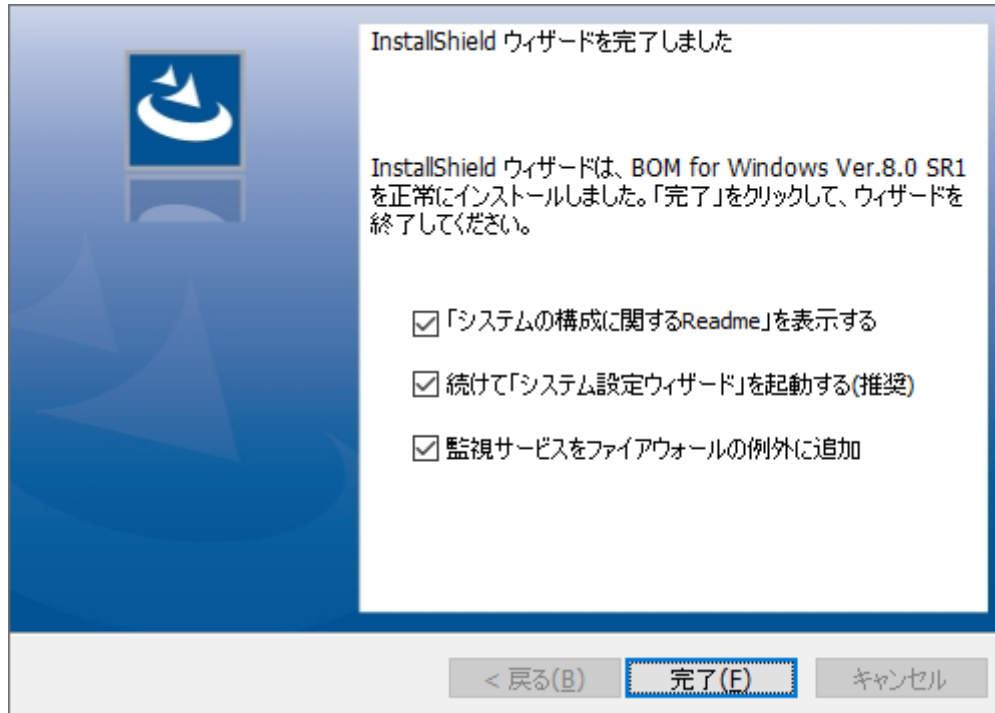 InstallShield ウィザードを完了しました
InstallShield ウィザードは、BOM for Windows Ver.8.0 SR1
を正常にインストールしました。「完了」をクリックして、ウィザードを
終了してください。
「システムの構成に関するReadme」を表示する
続けて「システム設定ウィザード」を起動する(推奨)
監視サービスをファイアウォールの例外に追加
< 戻る(B)
完了(F)
キャンセル